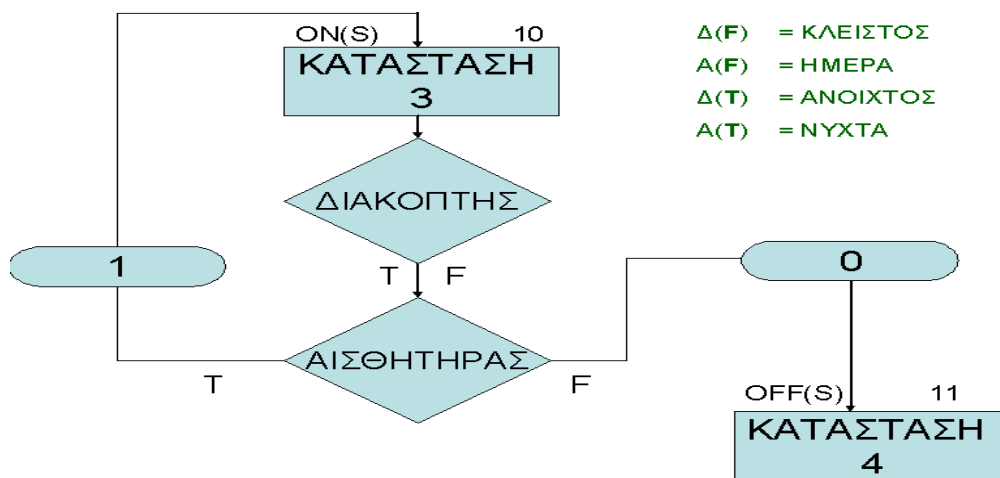 ON(S) 10
ΚΑΤΑΣΤΑΣΗ
3
Δ(F) = ΚΛΕΙΣΤΟΣ
Α(F) = ΗΜΕΡΑ
Δ(Τ) = ΑΝΟΙΧΤΟΣ
Α(Τ) = ΝΥΧΤΑ
ΔΙΑΚΟΠΤΗΣ
1
0
T F
ΑΙΣΘΗΤΗΡΑΣ
T
F
OFF(S) 11
ΚΑΤΑΣΤΑΣΗ
4